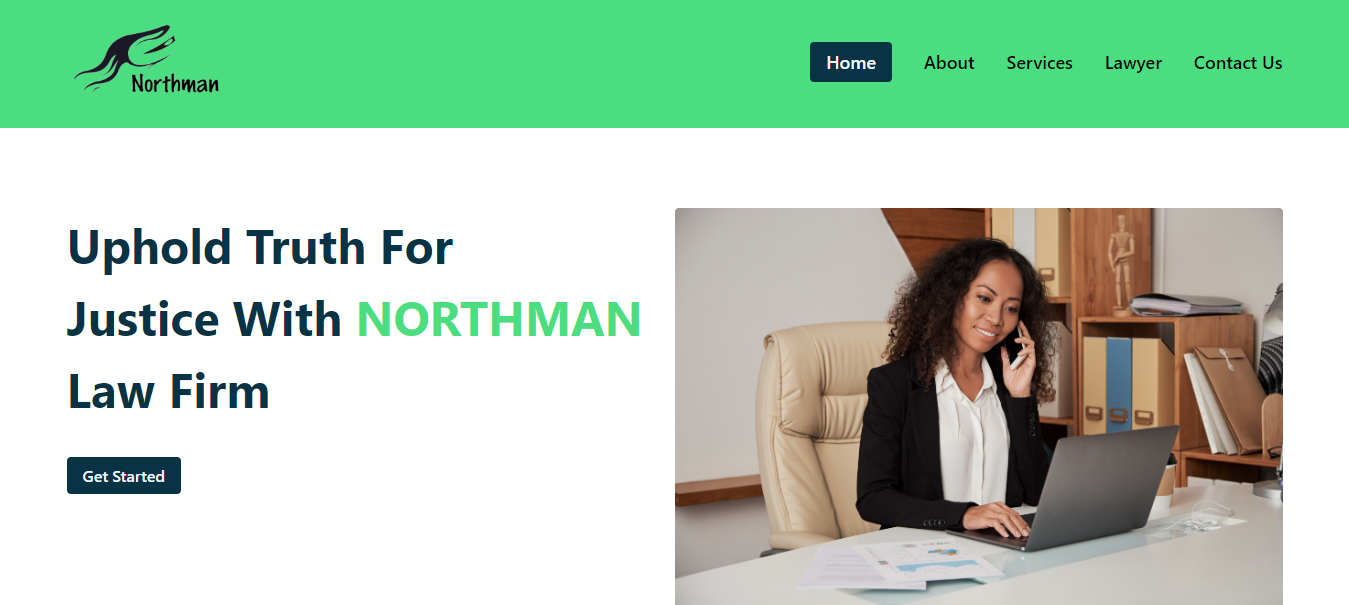 Northman
Home About Services Lawyer Contact Us
Uphold Truth For
Justice With NORTHMAN
Law Firm
Get Started